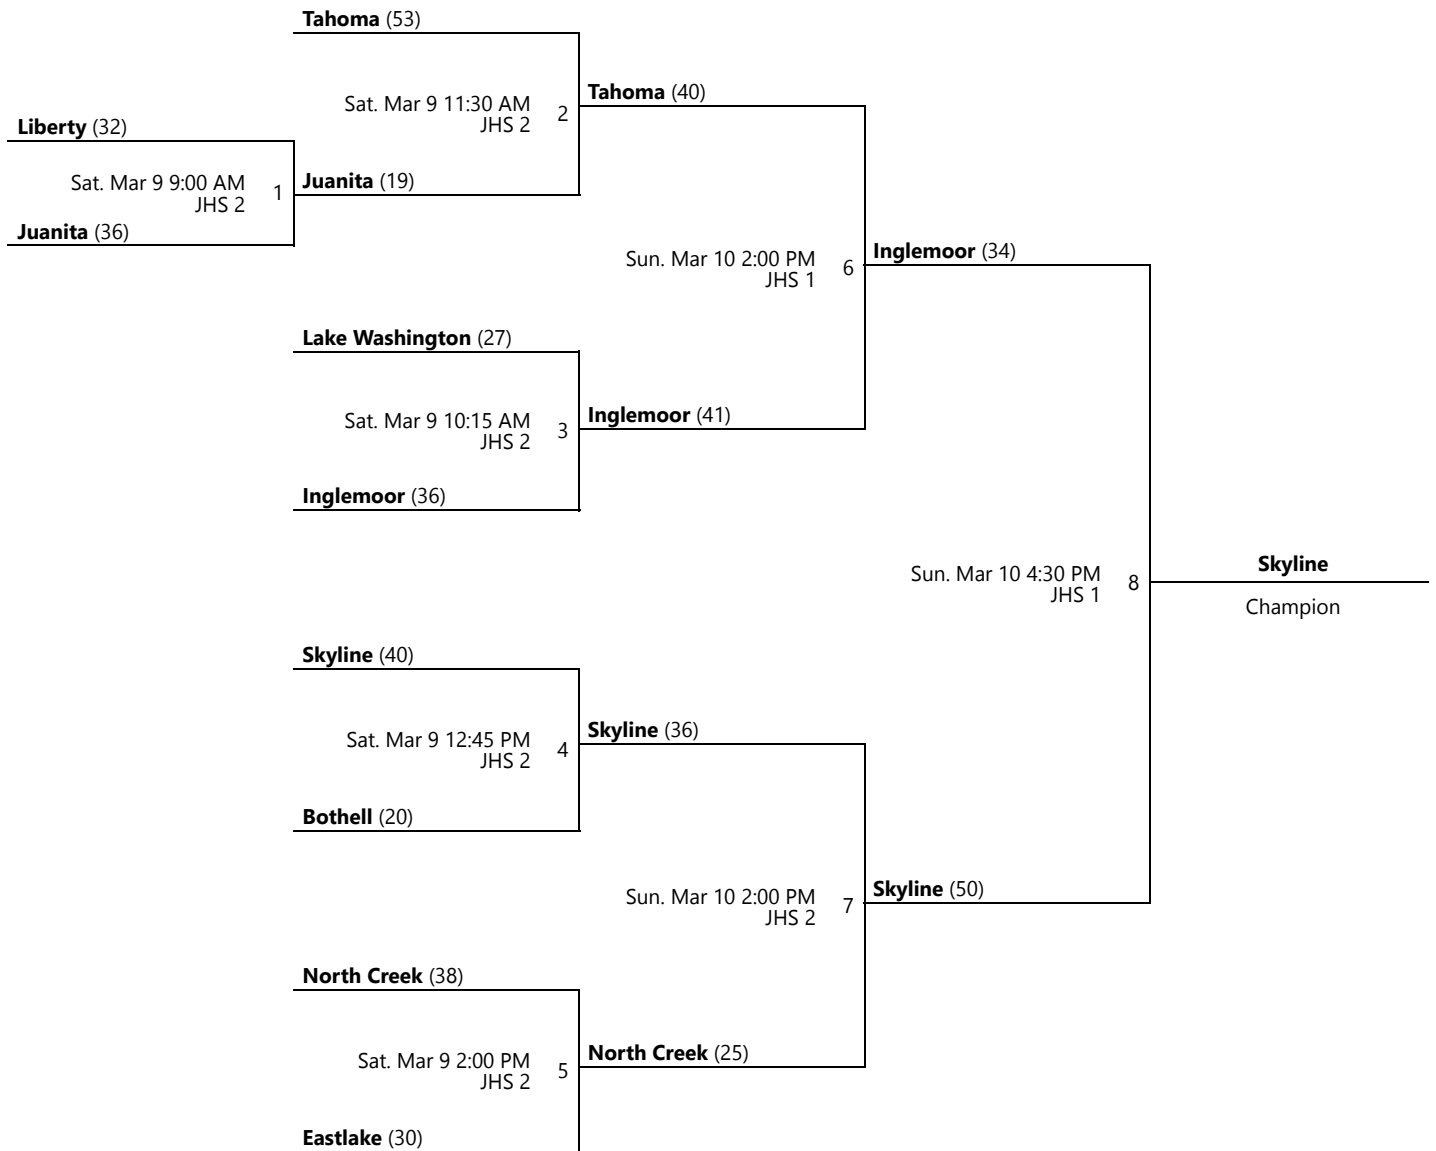 Tahoma (53)
Sat. Mar 9 11:30 AM
JHS 2
2
Tahoma (40)
Liberty (32)
Sat. Mar 9 9:00 AM
JHS 2
1
Juanita (19)
Juanita (36)
Sun. Mar 10 2:00 PM
JHS 1
6
Inglemoor (34)
Lake Washington (27)
Sat. Mar 9 10:15 AM
JHS 2
3
Inglemoor (41)
Inglemoor (36)
Sun. Mar 10 4:30 PM
JHS 1
8
Skyline
Champion
Skyline (40)
Sat. Mar 9 12:45 PM
JHS 2
4
Skyline (36)
Bothell (20)
Sun. Mar 10 2:00 PM
JHS 2
7
Skyline (50)
North Creek (38)
Sat. Mar 9 2:00 PM
JHS 2
5
North Creek (25)
Eastlake (30)